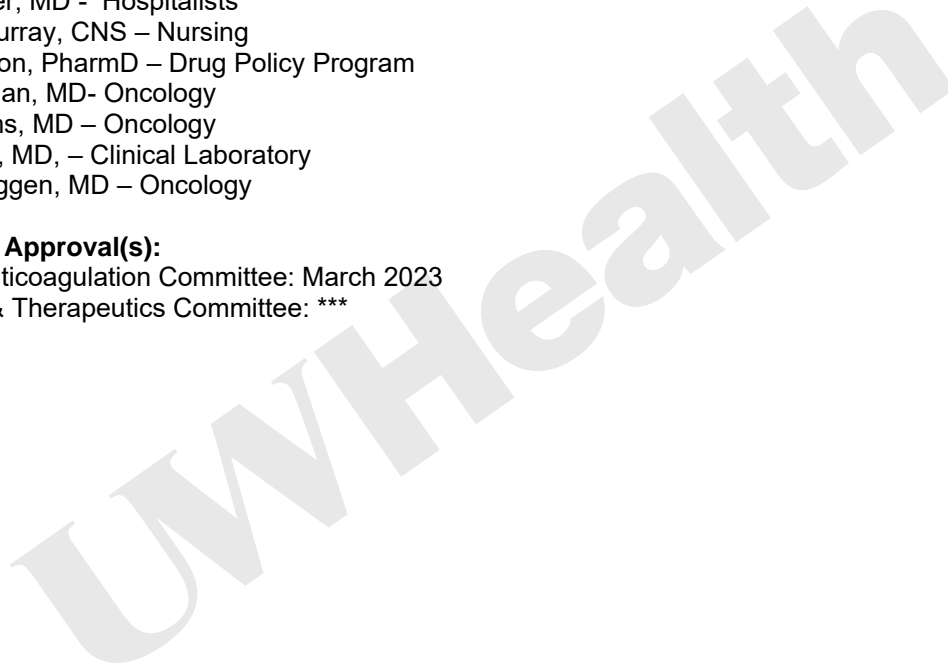 er, MD - Hospitalists
urray, CNS – Nursing
on, PharmD – Drug Policy Program
an, MD- Oncology
ns, MD – Oncology
, MD, – Clinical Laboratory
ggen, MD – Oncology
Approval(s):
ticoagulation Committee: March 2023
& Therapeutics Committee: ***
UWHealth